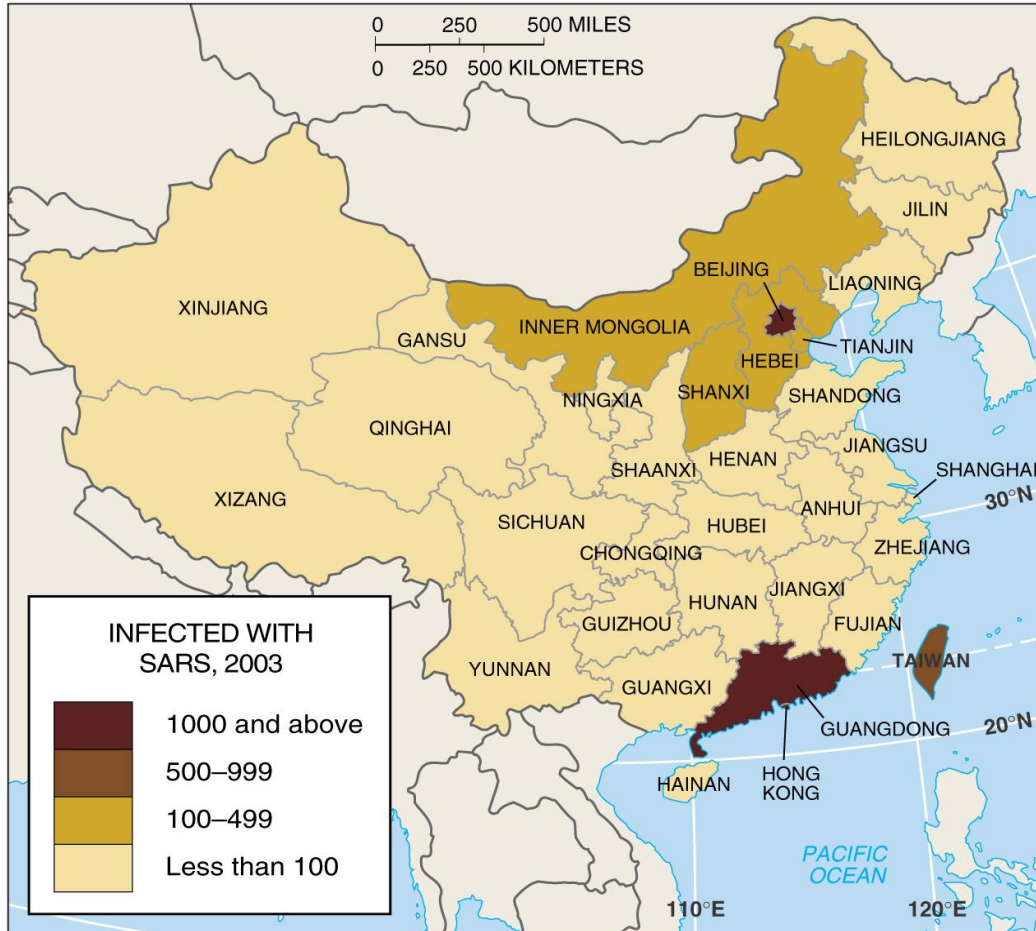 0 250 500 MILES
0 250 500 KILOMETERS
HEILONGJIANG
JILIN
BEIJING
LIAONING
XINJIANG
INNER MONGOLIA
GANSU
TIANJIN
HEBEI
SHANXI
NINGXIA
SHANDONG
QINGHAI
JIANGSU
HENAN
SHAANXI
SHANGHAI
XIZANG
30°N
ANHUI
SICHUAN
HUBEI
ZHEJIANG
CHONGQING
JIANGXI
HUNAN
GUIZHOU
FUJIAN
TAIWAN
YUNNAN
GUANGXI
GUANGDONG
20°N
HAINAN
HONG
KONG
INFECTED WITH
SARS, 2003
1000 and above
500–999
100–499
Less than 100
PACIFIC
OCEAN
110°E
120°E